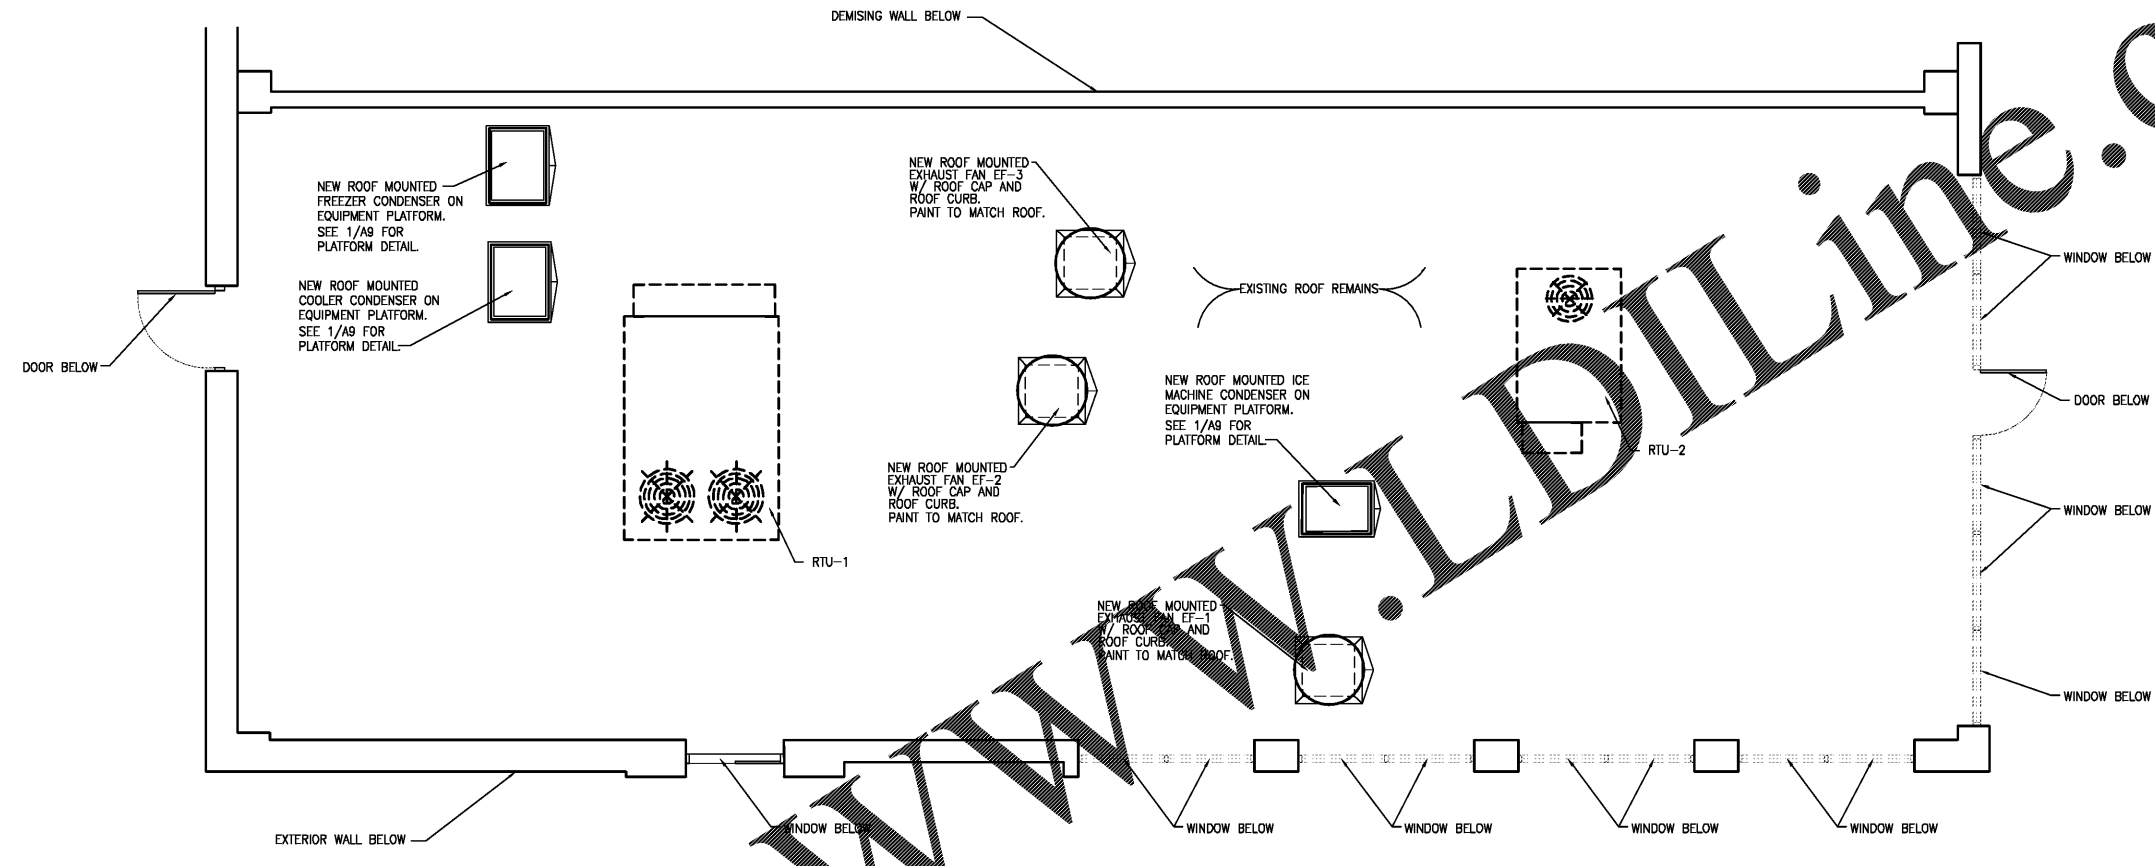 DEMISING WALL BELOW
NEW ROOF MOUNTED
FREEZER CONDENSER ON
EQUIPMENT PLATFORM.
SEE 1/A9 FOR
PLATFORM DETAIL.
NEW ROOF MOUNTED
EXHAUST FAN EF-3
W/ ROOF CAP AND
ROOF CURB.
PAINT TO MATCH ROOF.
NEW ROOF MOUNTED
COOLER CONDENSER ON
EQUIPMENT PLATFORM.
SEE 1/A9 FOR
PLATFORM DETAIL.
EXISTING ROOF REMAINS
WINDOW BELOW
DOOR BELOW
NEW ROOF MOUNTED ICE
MACHINE CONDENSER ON
EQUIPMENT PLATFORM.
SEE 1/A9 FOR
PLATFORM DETAIL
DOOR BELOW
RTU-2
NEW ROOF MOUNTED
EXHAUST FAN EF-2
W/ ROOF CAP AND
ROOF CURB.
PAINT TO MATCH ROOF.
WINDOW BELOW
RTU-1
NEW ROOF MOUNTED
EXHAUST FAN EF-1
W/ ROOF CAP AND
ROOF CURB.
PAINT TO MATCH ROOF.
WINDOW BELOW
EXTERIOR WALL BELOW
WINDOW BELOW
WINDOW BELOW
WINDOW BELOW
WINDOW BELOW
WINDOW BELOW
www.LDILine.c